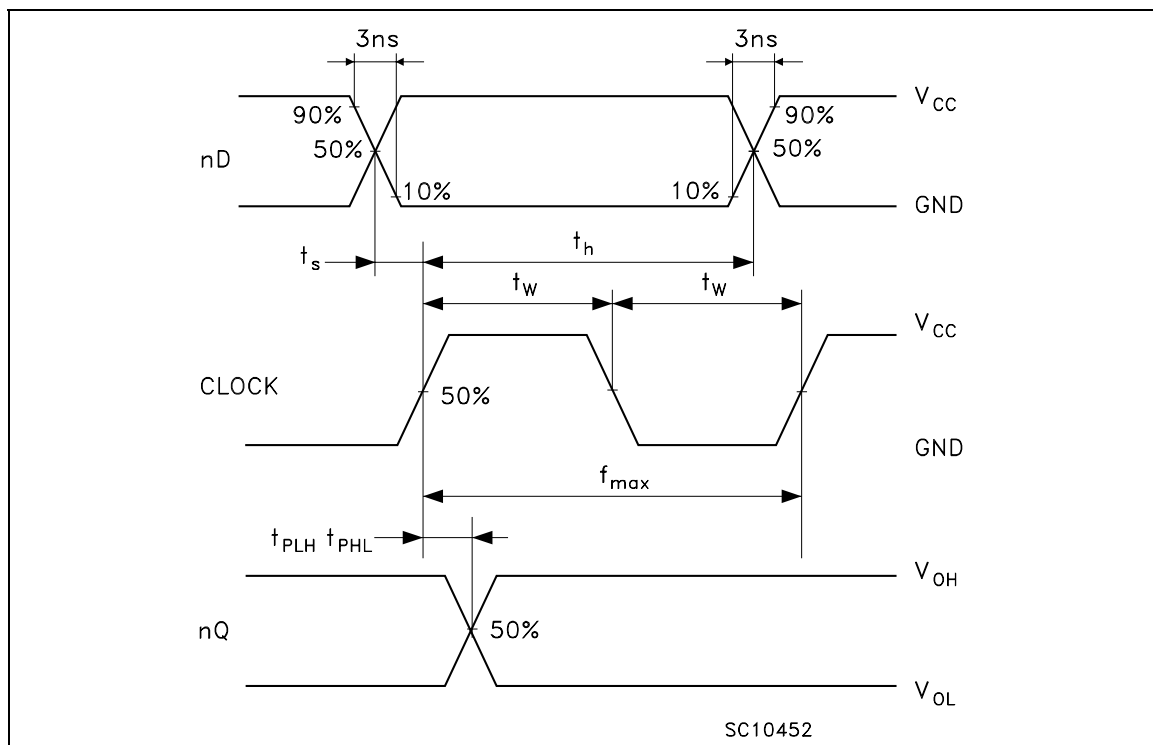 3ns 3ns
V_CC
90% 90%
nD 50% 50%
10% 10%
GND
t_s t_h
t_W t_W
V_CC
CLOCK 50%
GND
f_max
t_PLH t_PHL
V_OH
nQ 50%
V_OL
SC10452